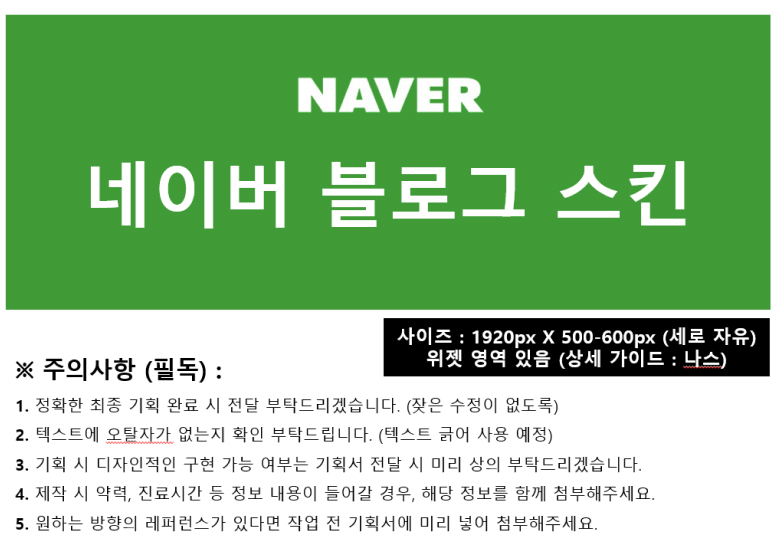 NAVER
네이버 블로그 스킨
사이즈 : 1920px X 500-600px (세로 자유)
위젯 영역 있음 (상세 가이드 : 나스)
※ 주의사항 (필독) :
1. 정확한 최종 기획 완료 시 전달 부탁드리겠습니다. (잦은 수정이 없도록)
2. 텍스트에 오탈자가 없는지 확인 부탁드립니다. (텍스트 긁어 사용 예정)
3. 기획 시 디자인적인 구현 가능 여부는 기획서 전달 시 미리 상의 부탁드리겠습니다.
4. 제작 시 약력, 진료시간 등 정보 내용이 들어갈 경우, 해당 정보를 함께 첨부해주세요.
5. 원하는 방향의 레퍼런스가 있다면 작업 전 기획서에 미리 넣어 첨부해주세요.